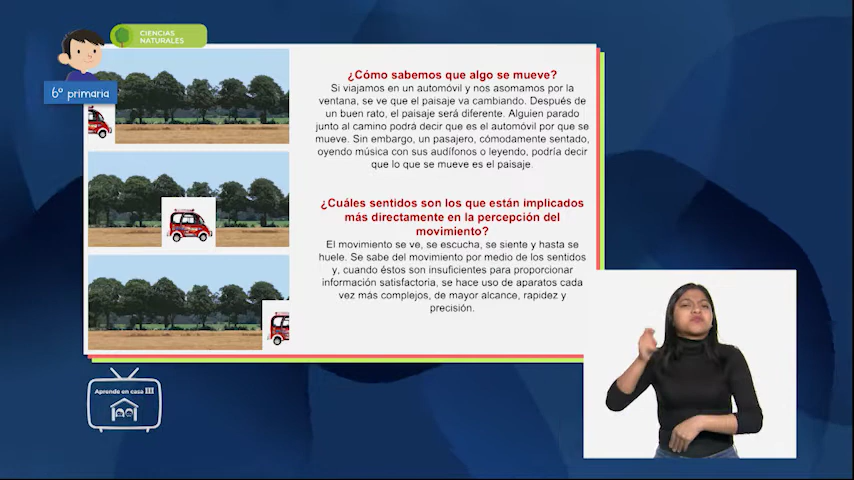 CIENCIAS
NATURALES
6º primaria
¿Cómo sabemos que algo se mueve?
Si viajamos en un automóvil y nos asomamos por la
ventana, se ve que el paisaje va cambiando. Después de
un buen rato, el paisaje será diferente. Alguien parado
junto al camino podrá decir que es el automóvil por que se
mueve. Sin embargo, un pasajero, cómodamente sentado,
oyendo música con sus audífonos o leyendo, podría decir
que lo que se mueve es el paisaje.
¿Cuáles sentidos son los que están implicados
más directamente en la percepción del
movimiento?
El movimiento se ve, se escucha, se siente y hasta se
huele. Se sabe del movimiento por medio de los sentidos
y, cuando éstos son insuficientes para proporcionar
información satisfactoria, se hace uso de aparatos cada
vez más complejos, de mayor alcance, rapidez y
precisión.
Aprende en casa III